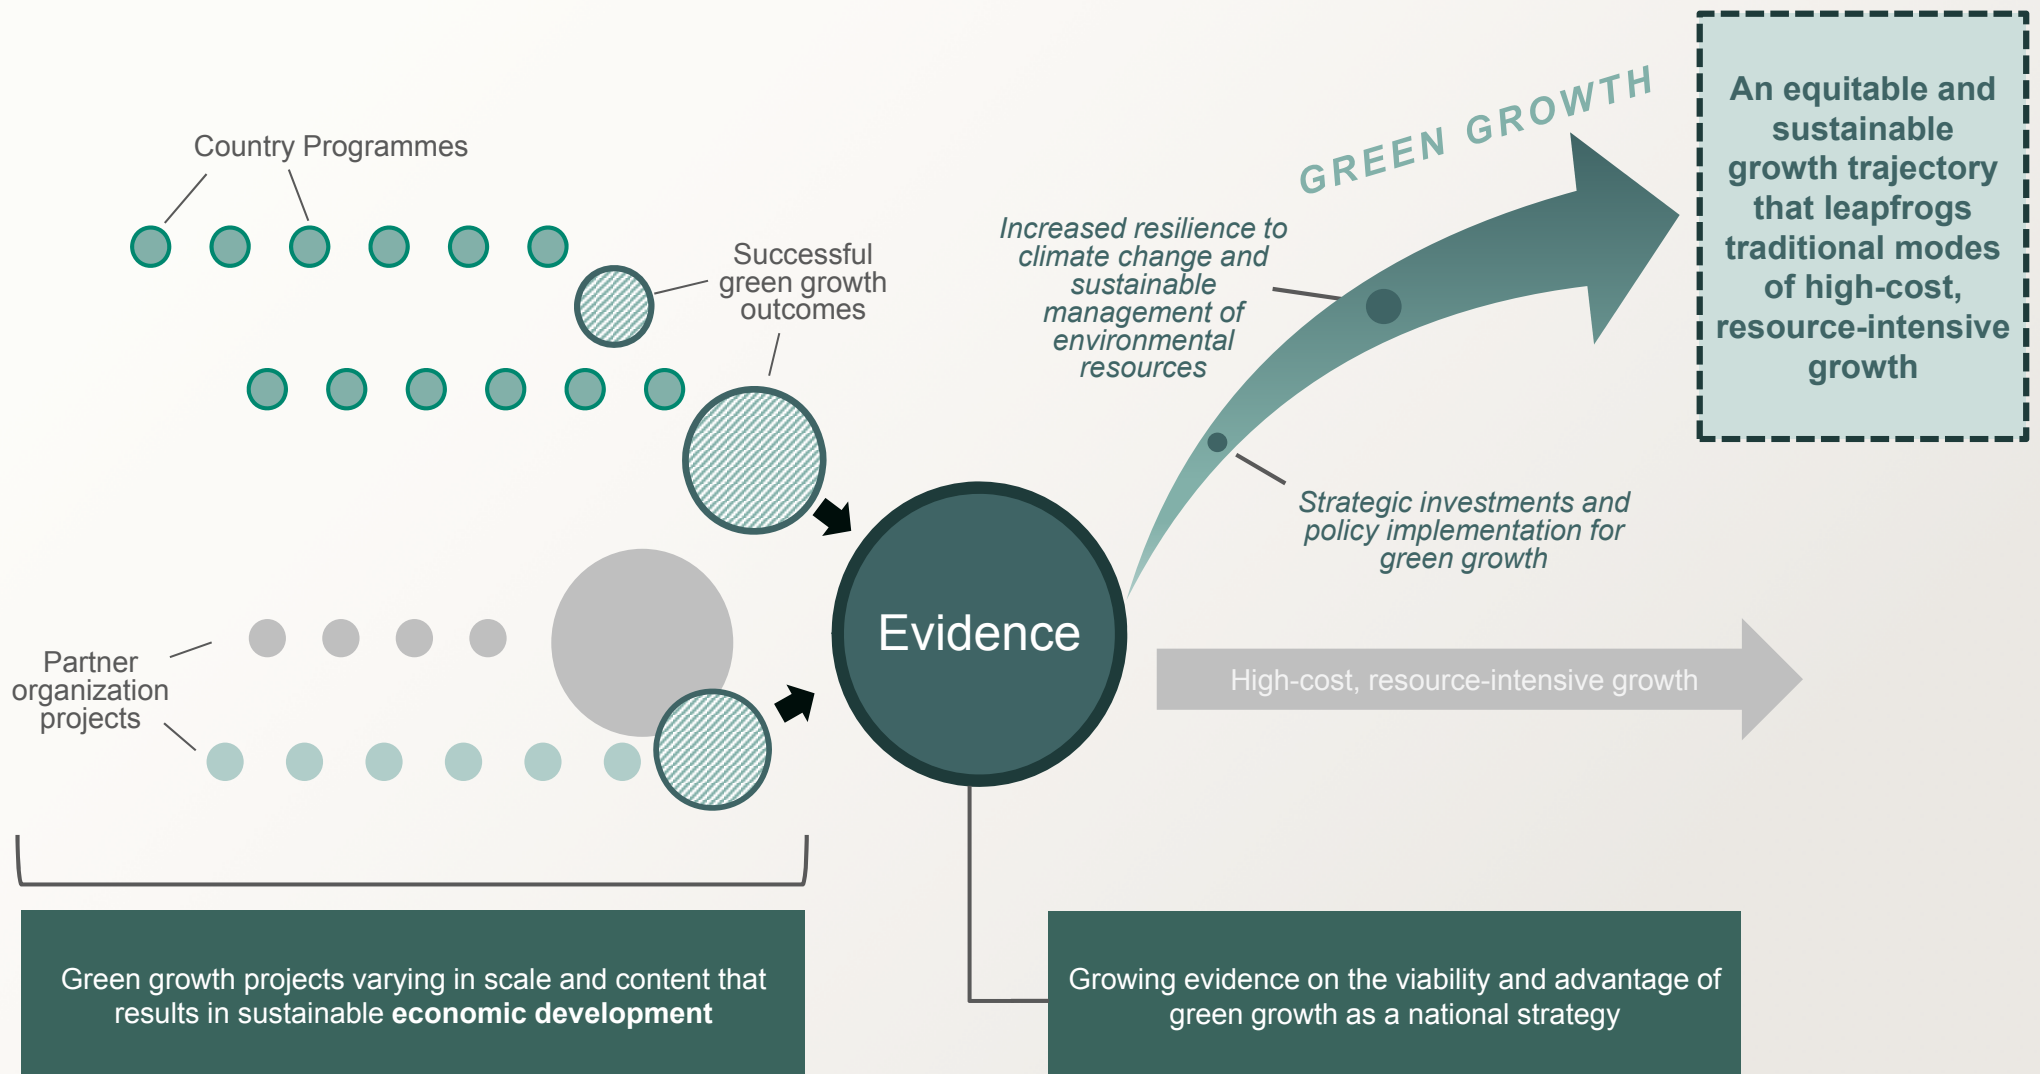 Country Programmes
Successful
green growth
outcomes
Partner
organization
projects
Evidence
GREEN GROWTH
Increased resilience to
climate change and
sustainable
management of
environmental
resources
Strategic investments and
policy implementation for
green growth
An equitable and
sustainable
growth trajectory
that leapfrogs
traditional modes
of high-cost,
resource-intensive
growth
High-cost, resource-intensive growth
Green growth projects varying in scale and content that
results in sustainable economic development
Growing evidence on the viability and advantage of
green growth as a national strategy